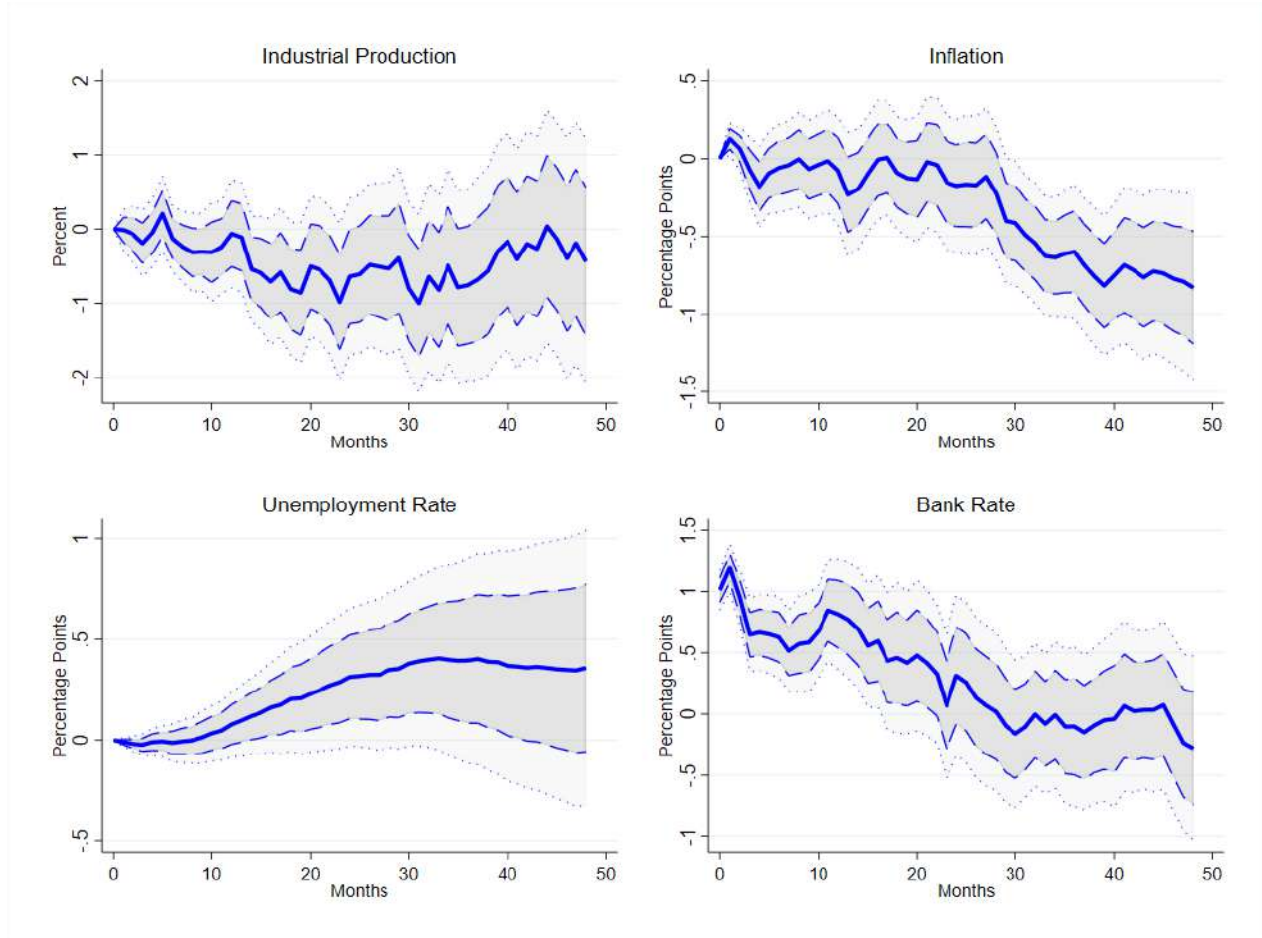 Industrial Production
2
1
0
-1
-2
Percent
0 10 20 30 40 50
Months
Inflation
.5
0
-.5
-1
-1.5
Percentage Points
0 10 20 30 40 50
Months
Unemployment Rate
1
.5
0
-.5
Percentage Points
0 10 20 30 40 50
Months
Bank Rate
1.5
1
.5
0
-.5
-1
Percentage Points
0 10 20 30 40 50
Months